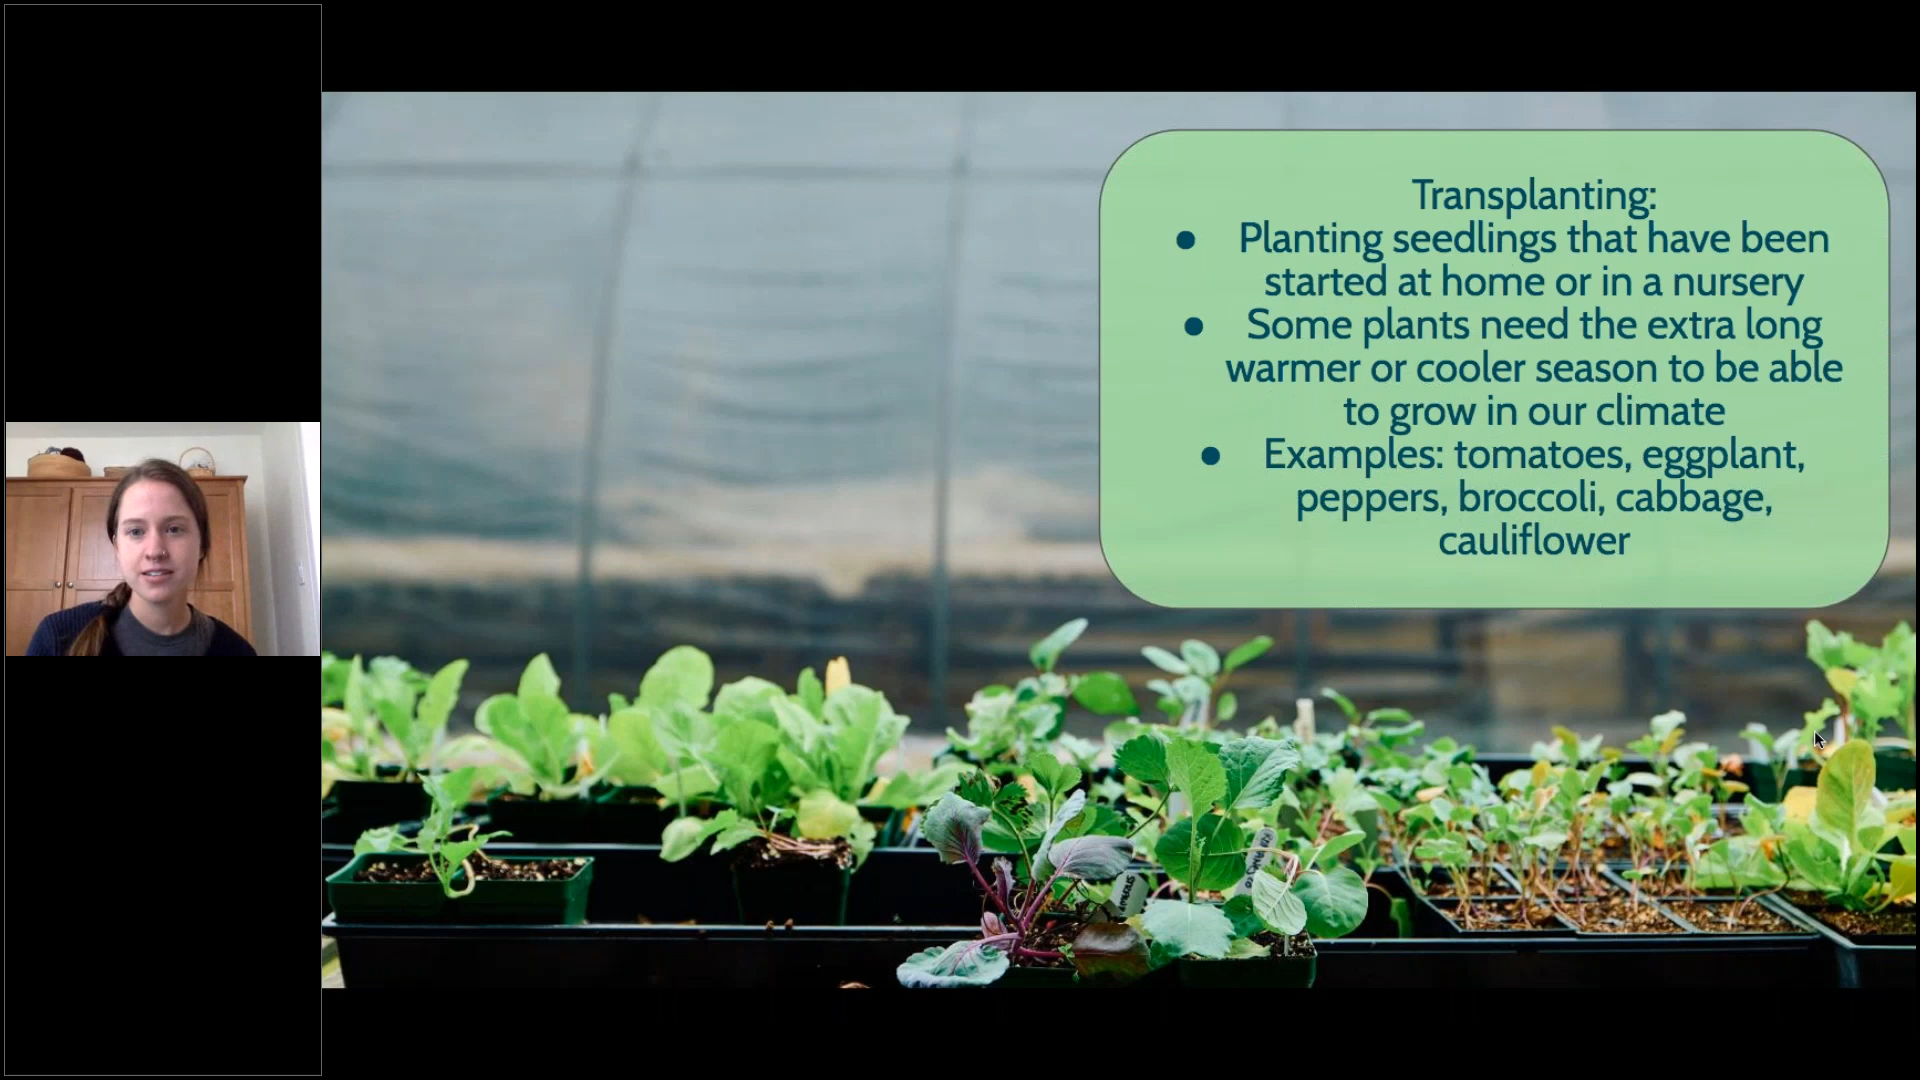 Transplanting:
● Planting seedlings that have been
started at home or in a nursery
● Some plants need the extra long
warmer or cooler season to be able
to grow in our climate
● Examples: tomatoes, eggplant,
peppers, broccoli, cabbage,
cauliflower